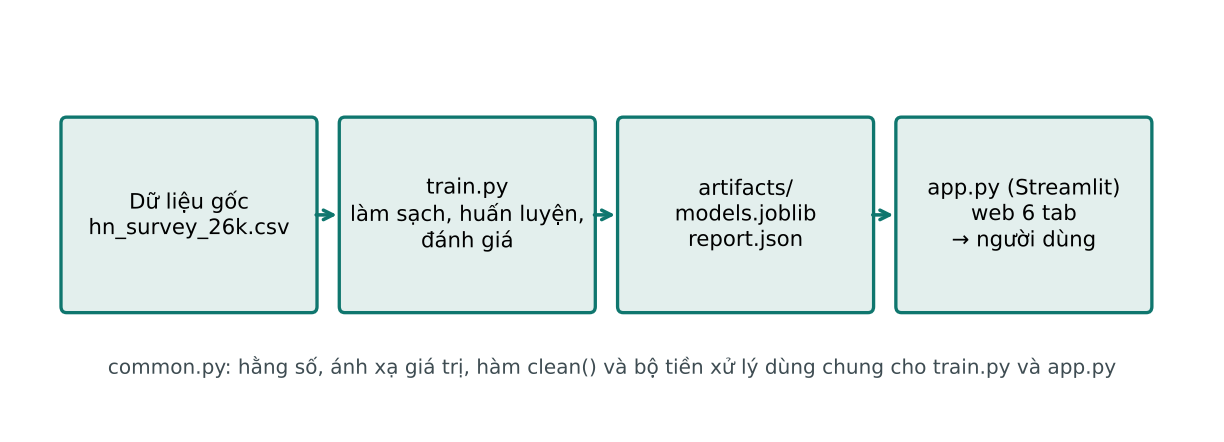 Dữ liệu gốc
hn_survey_26k.csv
train.py
làm sạch, huấn luyện,
đánh giá
artifacts/
models.joblib
report.json
app.py (Streamlit)
web 6 tab
→ người dùng
common.py: hằng số, ánh xạ giá trị, hàm clean() và bộ tiền xử lý dùng chung cho train.py và app.py